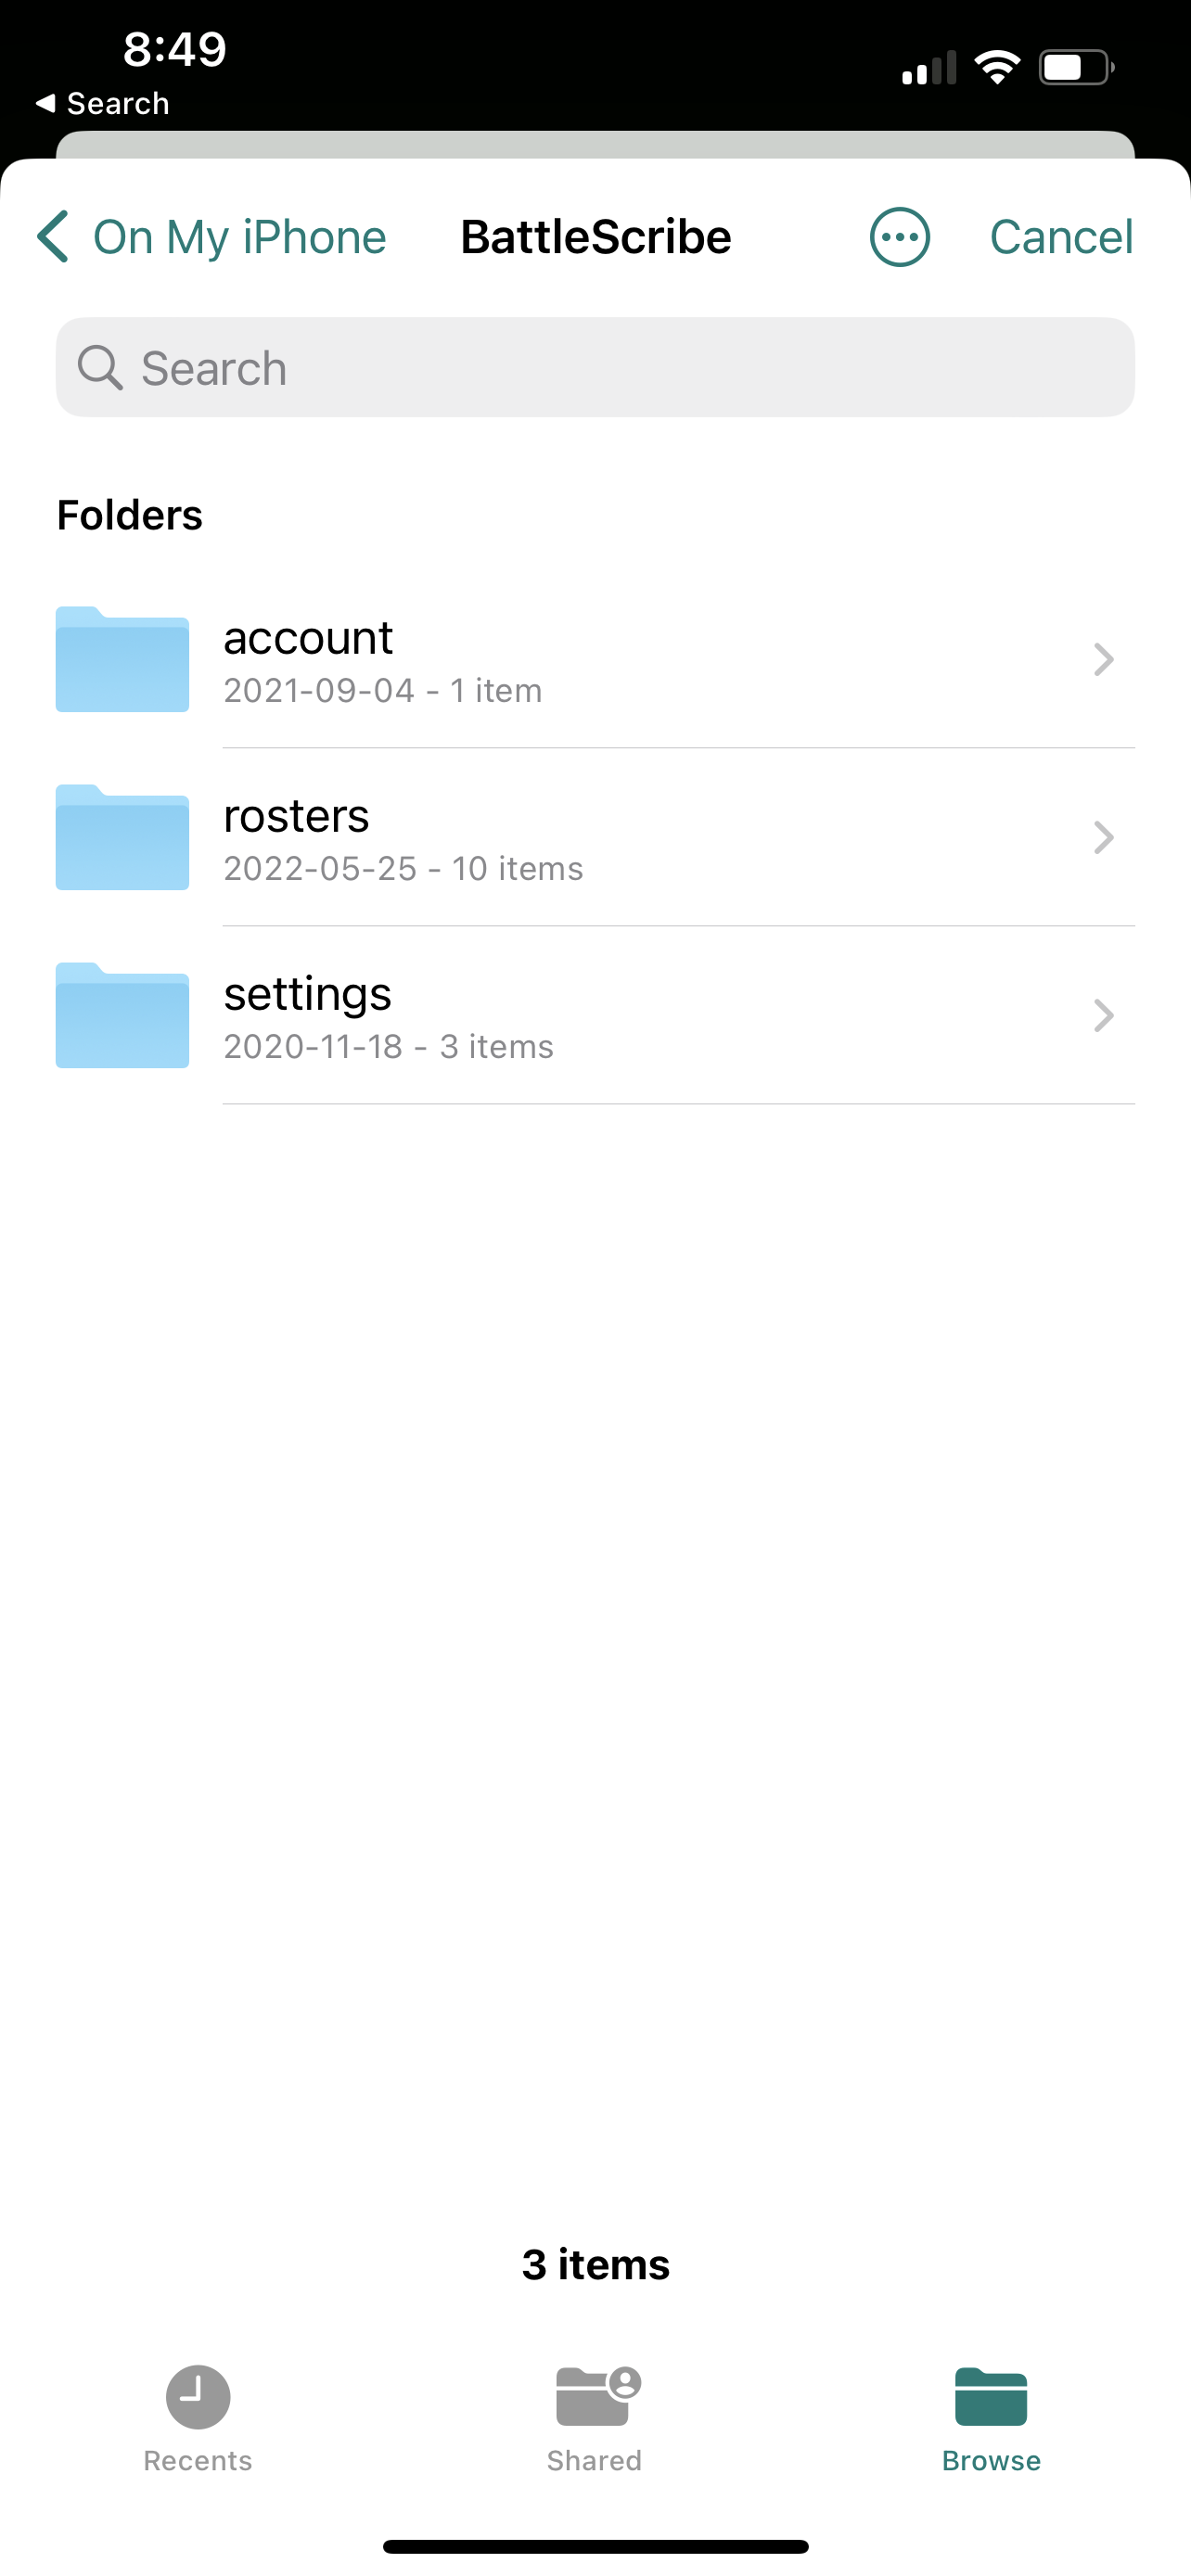 8:49
◀ Search
On My iPhone BattleScribe Cancel
Search
Folders
account
2021-09-04 - 1 item
rosters
2022-05-25 - 10 items
settings
2020-11-18 - 3 items
3 items
Recents Shared Browse